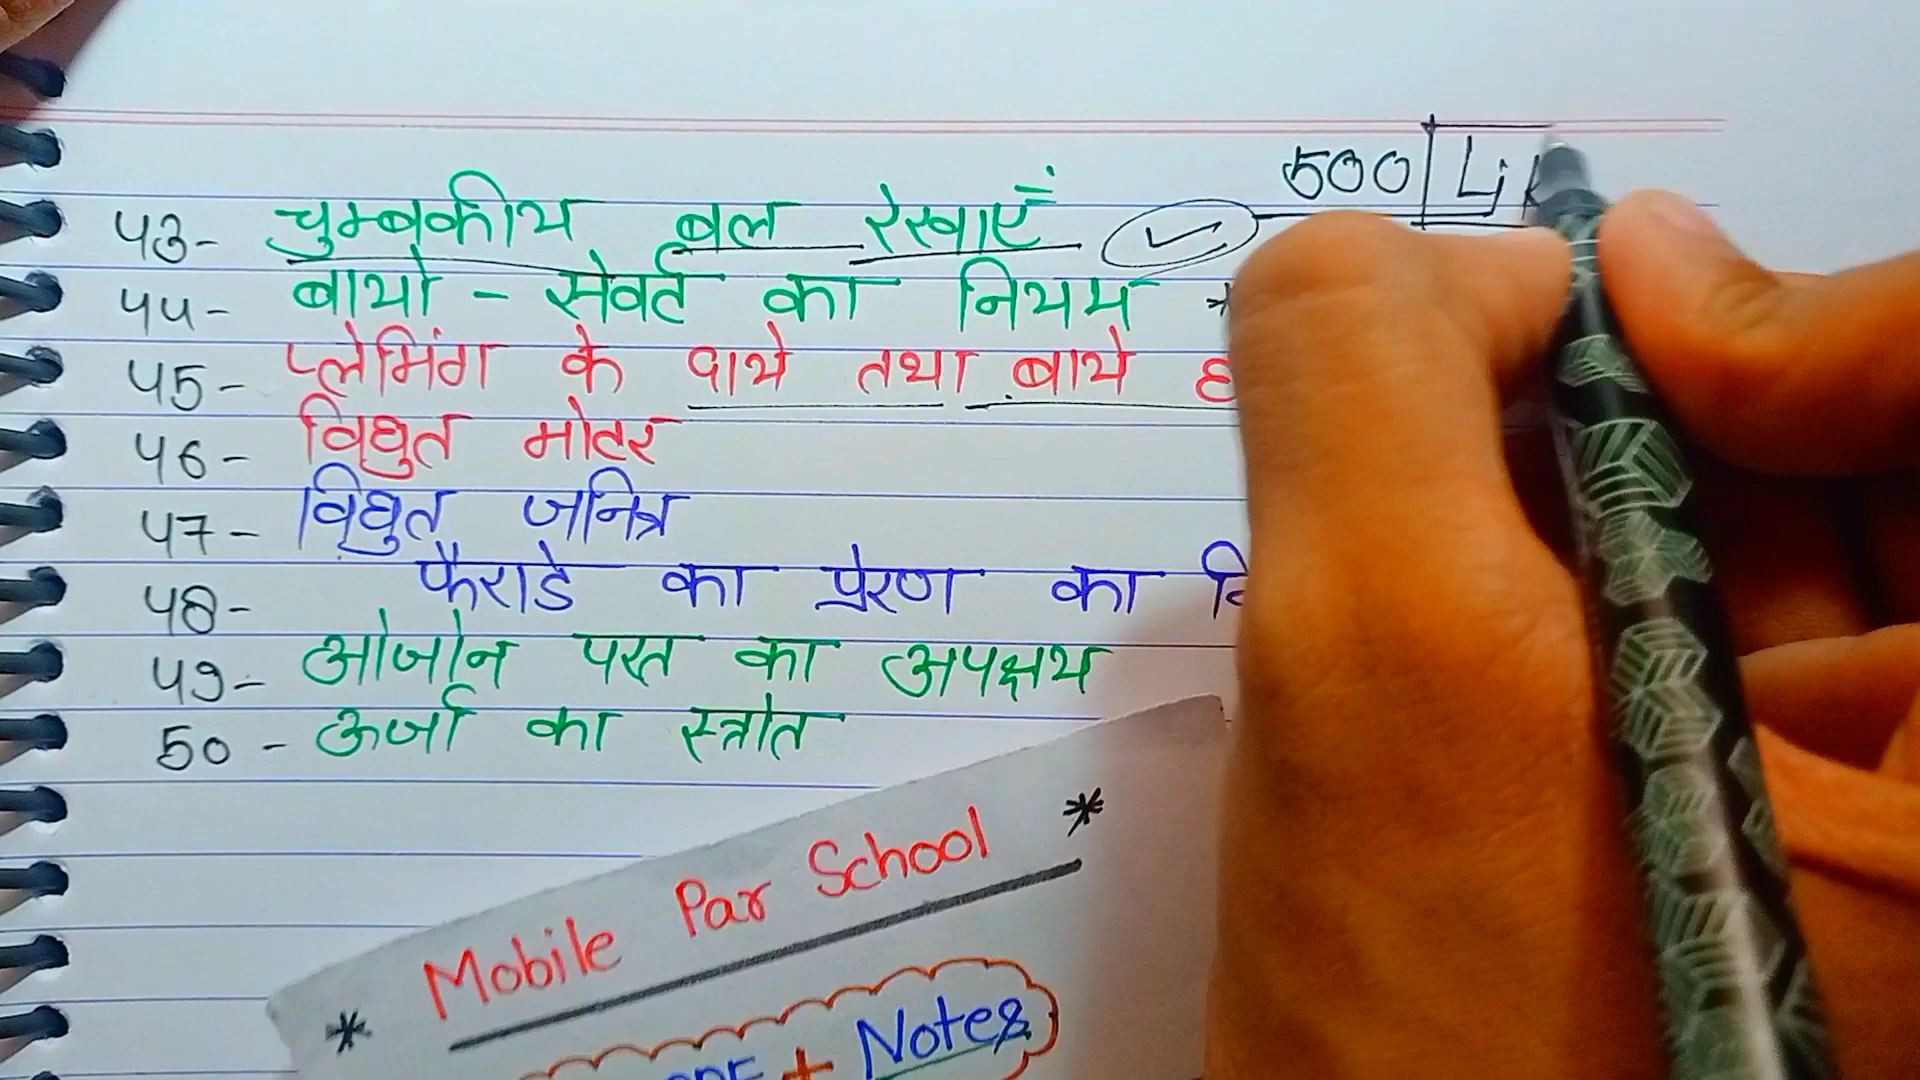 500 Lik
43- चुम्बकीय बल रेखाएँ
44- बायो - सेवर्ट का नियम *
45- प्लेमिंग के दाये तथा बाये ह
46- विघुत मोटर
47- विघुत जनित्र
48- फैराडे का प्रेरण का नि
49- ओजोन परत का अपक्षय
50 - ऊर्जा का स्त्रोत
* Mobile Par School *
PDF + Notes